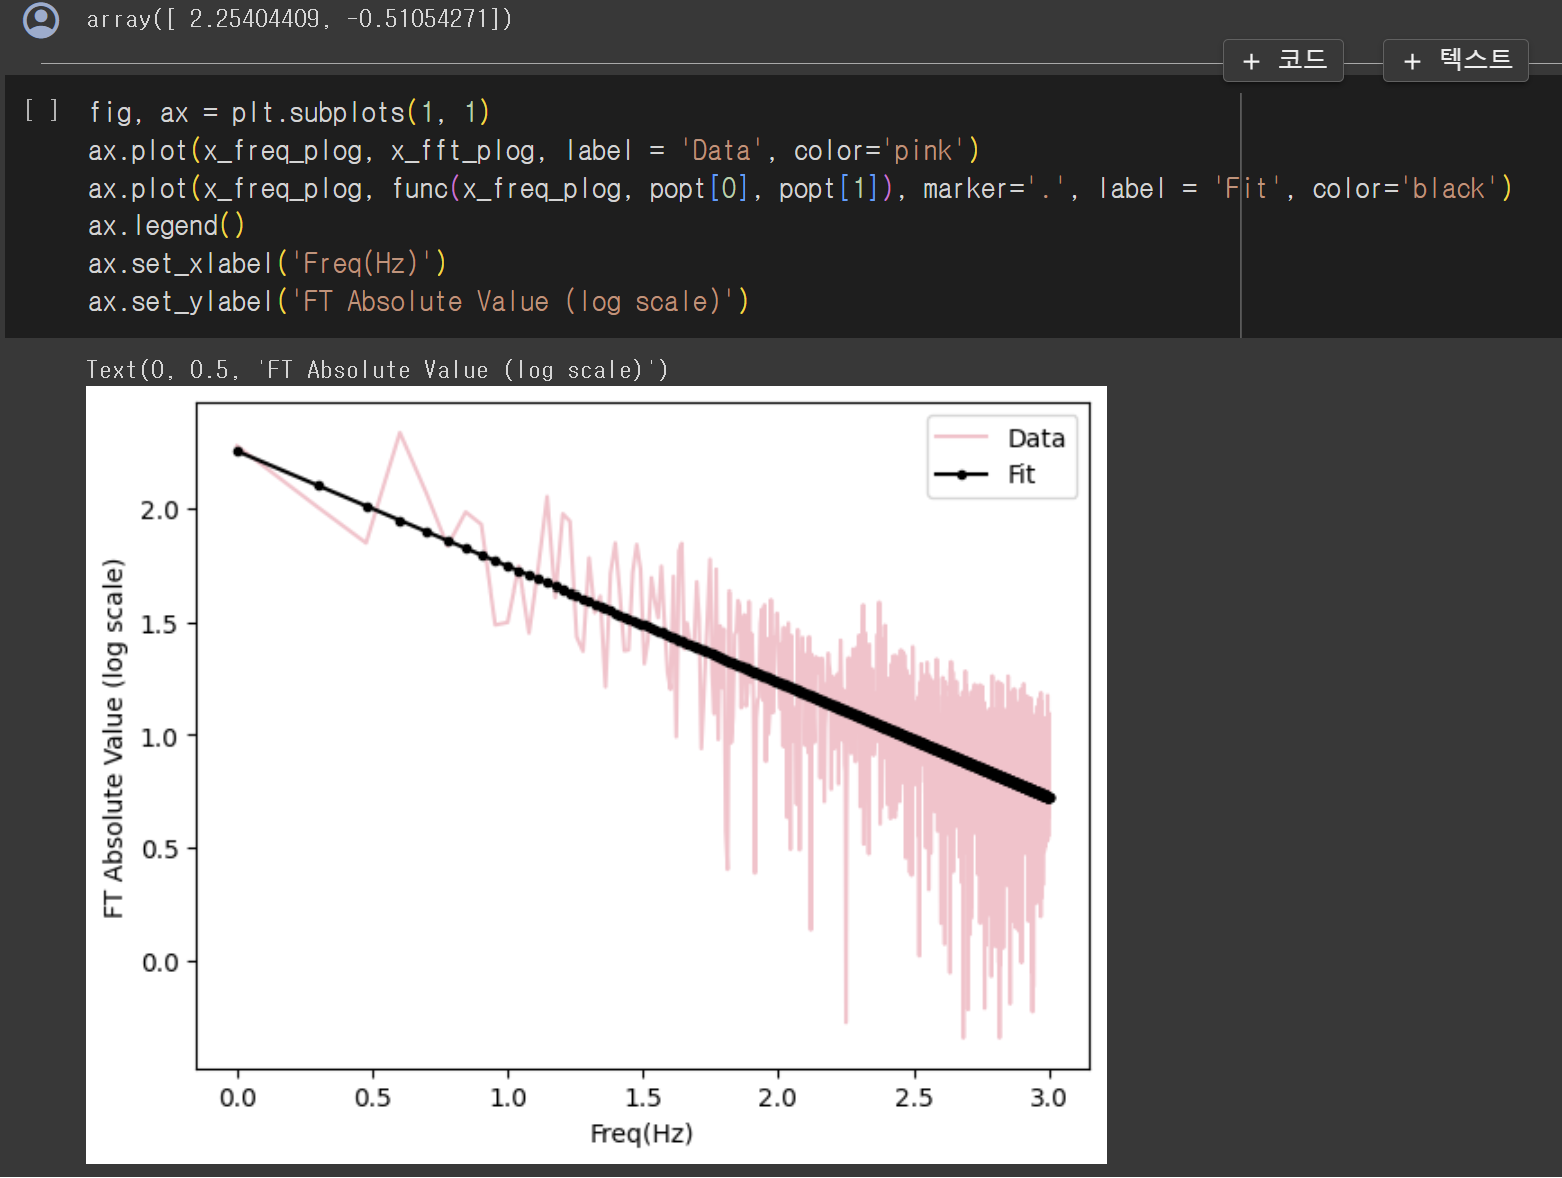 array([ 2.25404409, -0.51054271])
+ 코드
+ 텍스트
[ ]
fig, ax = plt.subplots(1, 1)
ax.plot(x_freq_plog, x_fft_plog, label = 'Data', color='pink')
ax.plot(x_freq_plog, func(x_freq_plog, popt[0], popt[1]), marker='.', label = 'Fit', color='black')
ax.legend()
ax.set_xlabel('Freq(Hz)')
ax.set_ylabel('FT Absolute Value (log scale)')
Text(0, 0.5, 'FT Absolute Value (log scale)')
Data
Fit
2.0
1.5
1.0
0.5
0.0
FT Absolute Value (log scale)
0.0 0.5 1.0 1.5 2.0 2.5 3.0
Freq(Hz)